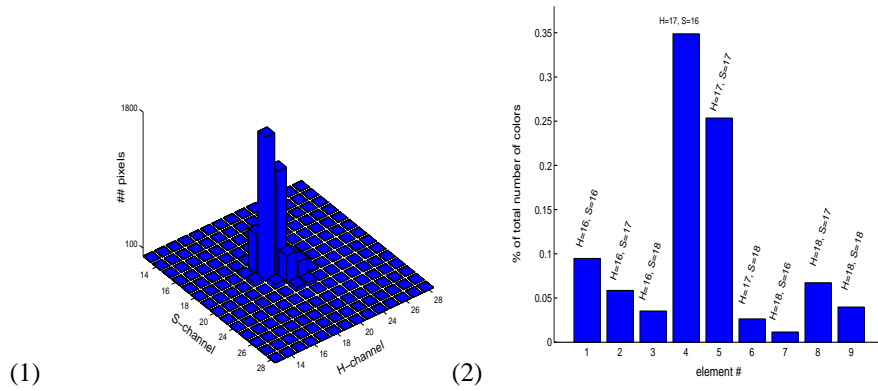 (1)
1800
100
## pixels
14
16
18
20
22
24
26
28
S-channel
14
16
18
20
22
24
26
28
H-channel
(2)
%
0.35
0.3
0.25
0.2
0.15
0.1
0.05
0
% of total number of colors
H=16, S=16
H=16, S=17
H=16, S=18
H=17, S=16
H=17, S=17
H=17, S=18
H=18, S=16
H=18, S=17
H=18, S=18
1 2 3 4 5 6 7 8 9
element #